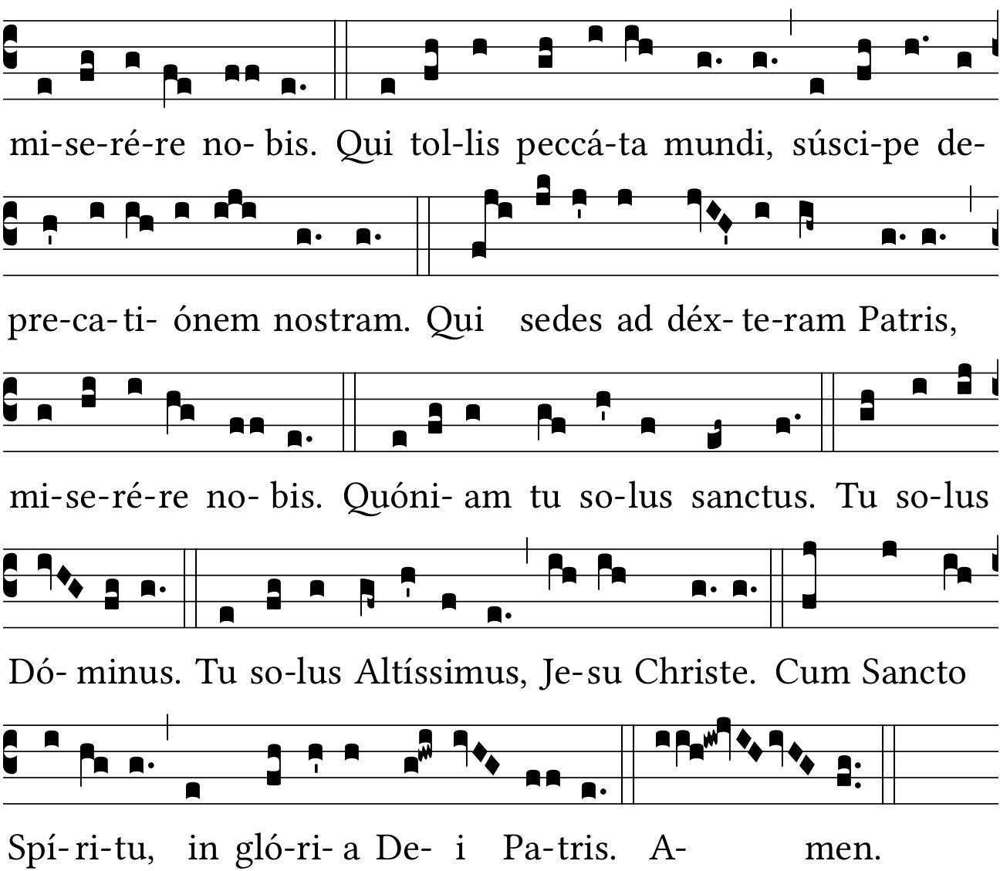 mi-se-ré-re no-bis. Qui tol-lis peccá-ta mundi, súsci-pe de-
pre-ca-ti-ónem nostram. Qui sedes ad déx-te-ram Patris,
mi-se-ré-re no-bis. Quóni-am tu so-lus sanctus. Tu so-lus
Dó-minus. Tu so-lus Altíssimus, Je-su Christe. Cum Sancto
Spí-ri-tu, in gló-ri-a De-i Pa-tris. A-men.